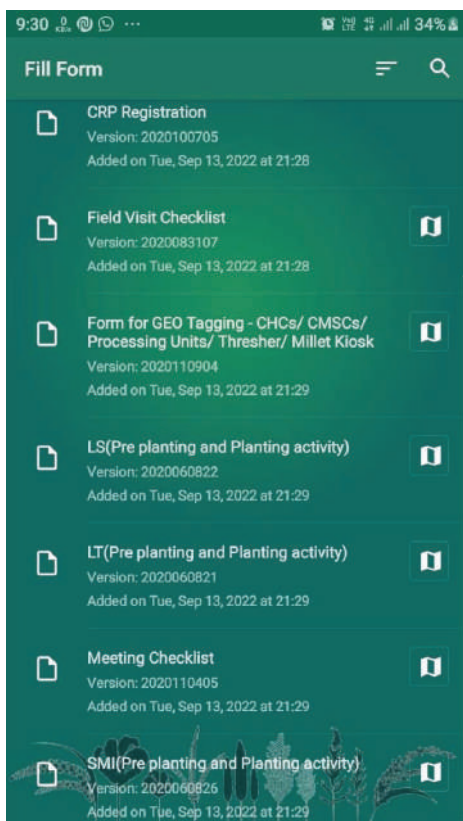 9:30 0 KB/s ··· VoI) LTE 4G 34%
Fill Form
CRP Registration
Version: 2020100705
Added on Tue, Sep 13, 2022 at 21:28
Field Visit Checklist
Version: 2020083107
Added on Tue, Sep 13, 2022 at 21:28
Form for GEO Tagging - CHCs/ CMSCs/
Processing Units/ Thresher/ Millet Kiosk
Version: 2020110904
Added on Tue, Sep 13, 2022 at 21:29
LS(Pre planting and Planting activity)
Version: 2020060822
Added on Tue, Sep 13, 2022 at 21:29
LT(Pre planting and Planting activity)
Version: 2020060821
Added on Tue, Sep 13, 2022 at 21:29
Meeting Checklist
Version: 2020110405
Added on Tue, Sep 13, 2022 at 21:29
SMI(Pre planting and Planting activity)
Version: 2020060826
Added on Tue, Sep 13, 2022 at 21:29